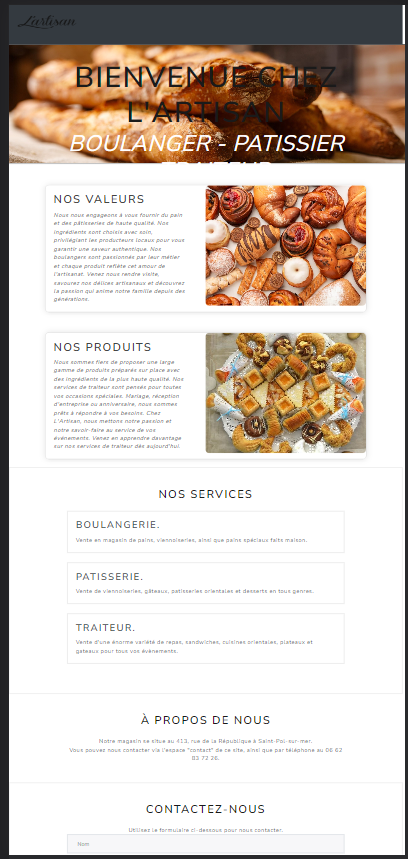 L'artisan
BIENVENUE CHEZ
L'ARTISAN
BOULANGER - PATISSIER
TRAITEUR
NOS VALEURS
Nous nous engageons à vous fournir du pain
et des pâtisseries de haute qualité. Nos
ingrédients sont choisis avec soin,
privilégiant les producteurs locaux pour vous
garantir une saveur authentique. Nos
boulangers sont passionnés par leur métier
et chaque produit reflète cet amour de
l'artisanat. Venez nous rendre visite,
savourez nos délices artisanaux et découvrez
la passion qui anime notre famille depuis des
générations.
NOS PRODUITS
Nous sommes fiers de proposer une large
gamme de produits préparés sur place avec
des ingrédients de la plus haute qualité. Nos
services de traiteur sont pensés pour toutes
vos occasions spéciales. Mariage, réception
d'entreprise ou anniversaire, nous sommes
prêts à répondre à vos besoins. Chez
L'Artisan, nous mettons notre passion et
notre savoir-faire au service de vos
événements. Venez en apprendre davantage
sur nos services de traiteur dès aujourd'hui.
NOS SERVICES
BOULANGERIE.
Vente en magasin de pains, viennoiseries, ainsi que pains spéciaux faits maison.
PATISSERIE.
Vente de viennoiseries, gâteaux, patisseries orientales et desserts en tous genres.
TRAITEUR.
Vente d'une énorme variété de repas, sandwiches, cuisines orientales, plateaux et
gateaux pour tous vos évènements.
À PROPOS DE NOUS
Notre magasin se situe au 413, rue de la République à Saint-Pol-sur-mer.
Vous pouvez nous contacter via l'espace "contact" de ce site, ainsi que par téléphone au 06 62
83 72 26.
CONTACTEZ-NOUS
Utilisez le formulaire ci-dessous pour nous contacter.
Nom